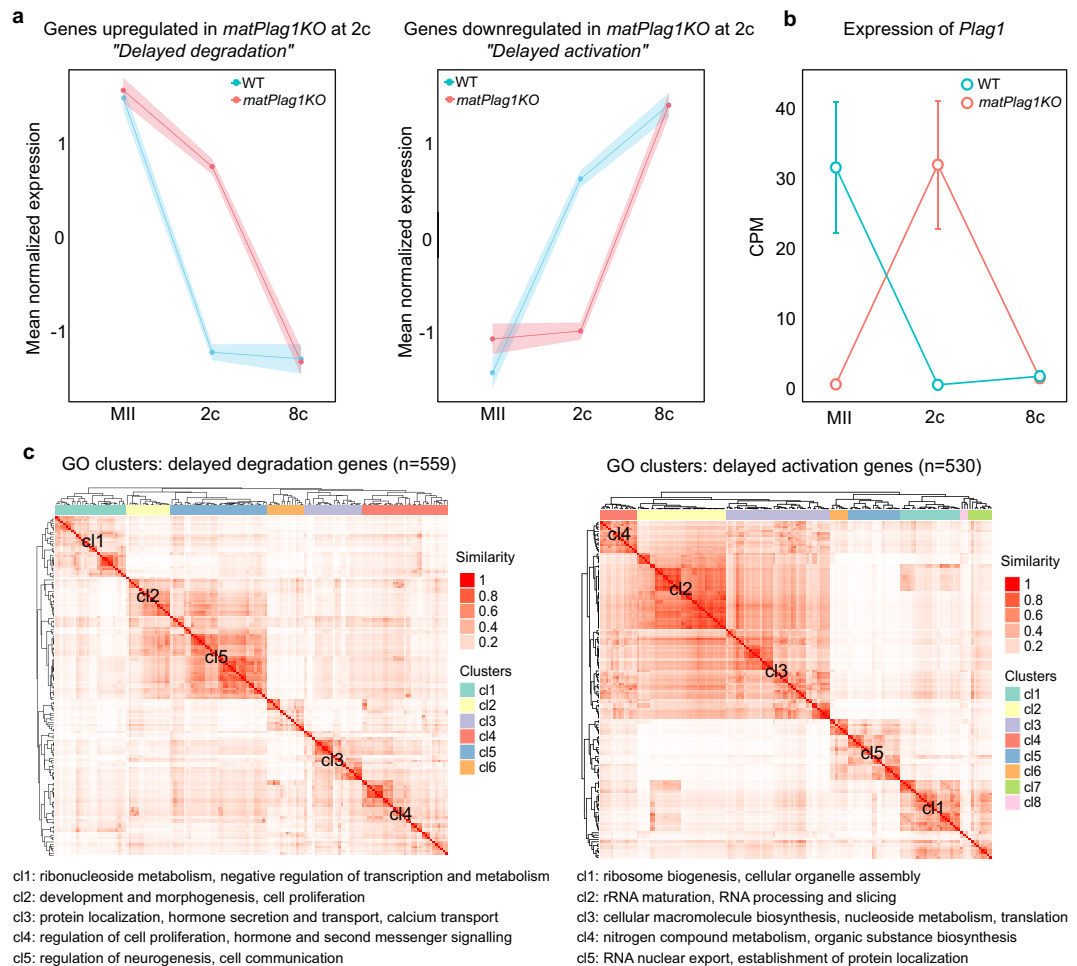 a
Genes upregulated in matPlag1KO at 2c
"Delayed degradation"
WT
matPlag1KO
Mean normalized expression
1
0
-1
MII 2c 8c
Genes downregulated in matPlag1KO at 2c
"Delayed activation"
WT
matPlag1KO
Mean normalized expression
1
0
-1
MII 2c 8c
b
Expression of Plag1
WT
matPlag1KO
CPM
40
30
20
10
0
MII 2c 8c
c
GO clusters: delayed degradation genes (n=559)
cl1
cl2
cl5
cl3
cl4
Similarity
1
0.8
0.6
0.4
0.2
Clusters
cl1
cl2
cl3
cl4
cl5
cl6
cl1: ribonucleoside metabolism, negative regulation of transcription and metabolism
cl2: development and morphogenesis, cell proliferation
cl3: protein localization, hormone secretion and transport, calcium transport
cl4: regulation of cell proliferation, hormone and second messenger signalling
cl5: regulation of neurogenesis, cell communication
GO clusters: delayed activation genes (n=530)
cl4
cl2
cl3
cl5
cl1
Similarity
1
0.8
0.6
0.4
0.2
Clusters
cl1
cl2
cl3
cl4
cl5
cl6
cl7
cl8
cl1: ribosome biogenesis, cellular organelle assembly
cl2: rRNA maturation, RNA processing and slicing
cl3: cellular macromolecule biosynthesis, nucleoside metabolism, translation
cl4: nitrogen compound metabolism, organic substance biosynthesis
cl5: RNA nuclear export, establishment of protein localization